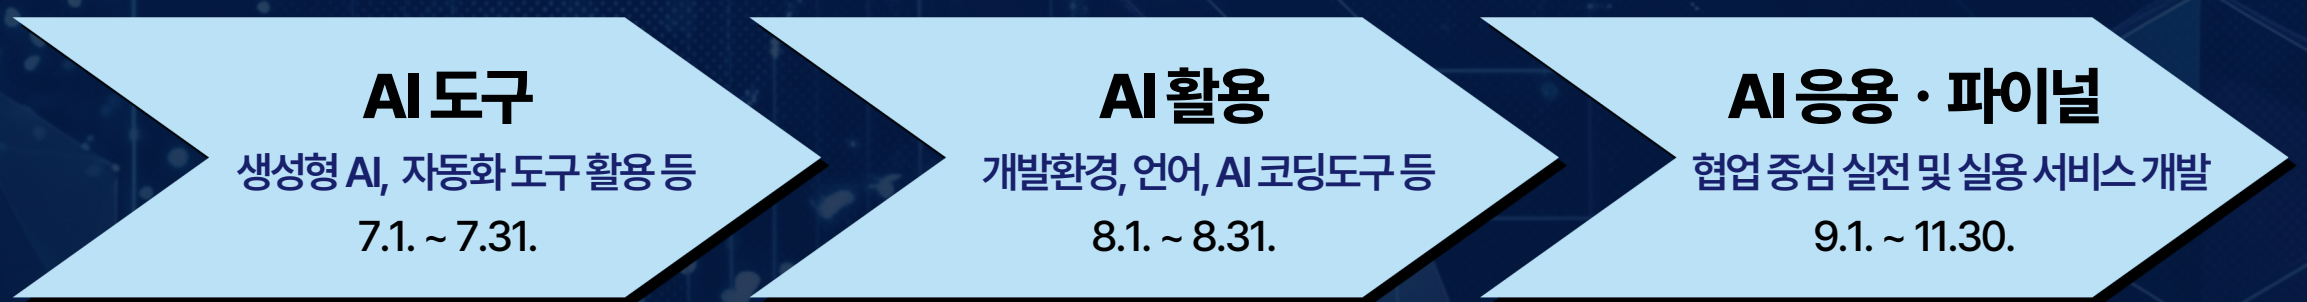 AI 도구
생성형 AI, 자동화 도구 활용 등
7.1. ~ 7.31.
AI 활용
개발환경, 언어, AI 코딩도구 등
8.1. ~ 8.31.
AI 응용 · 파이널
협업 중심 실전 및 실용 서비스 개발
9.1. ~ 11.30.